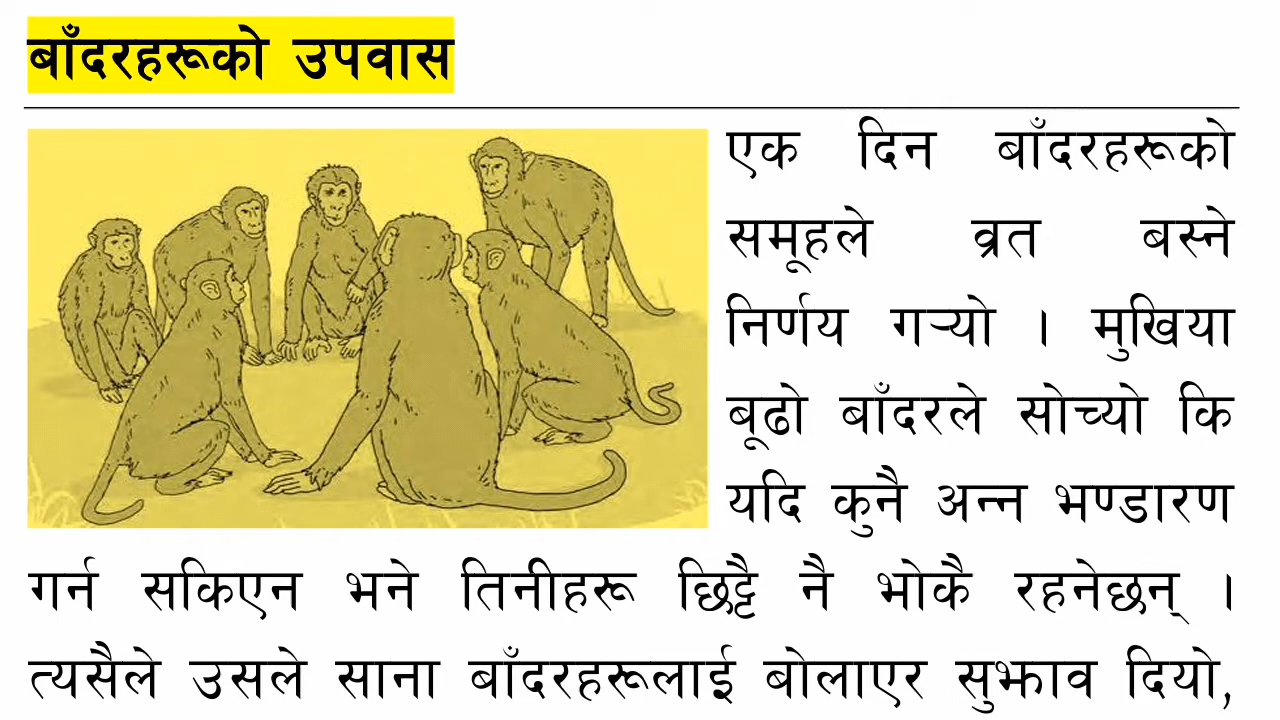 बाँदरहरूको उपवास
एक दिन बाँदरहरूको
समूहले व्रत बस्ने
निर्णय गर्‍यो । मुखिया
बूढो बाँदरले सोच्यो कि
यदि कुनै अन्न भण्डारण
गर्न सकिएन भने तिनीहरू छिट्टै नै भोकै रहनेछन् ।
त्यसैले उसले साना बाँदरहरूलाई बोलाएर सुझाव दियो,